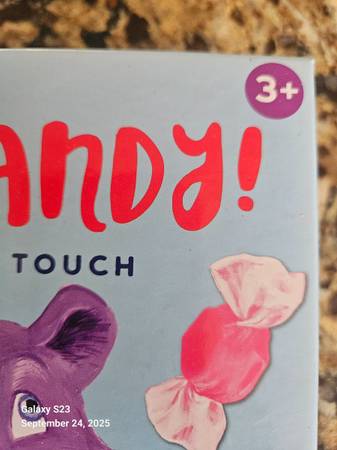 3+
ANDY!
TOUCH
Galaxy S23
September 24, 2025